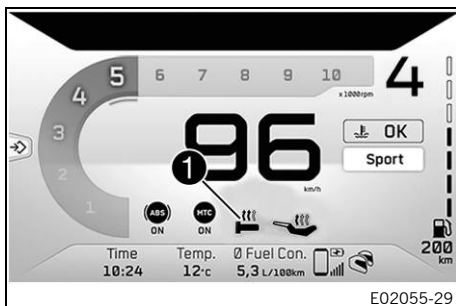 1 2 3 4 5 6 7 8 9 10
x1000rpm
4
96
km/h
OK
Sport
1
ABS
ON
MTC
ON
Time
10:24
Temp.
12°C
Ø Fuel Con.
5,3 L/100km
200
km
E02055-29